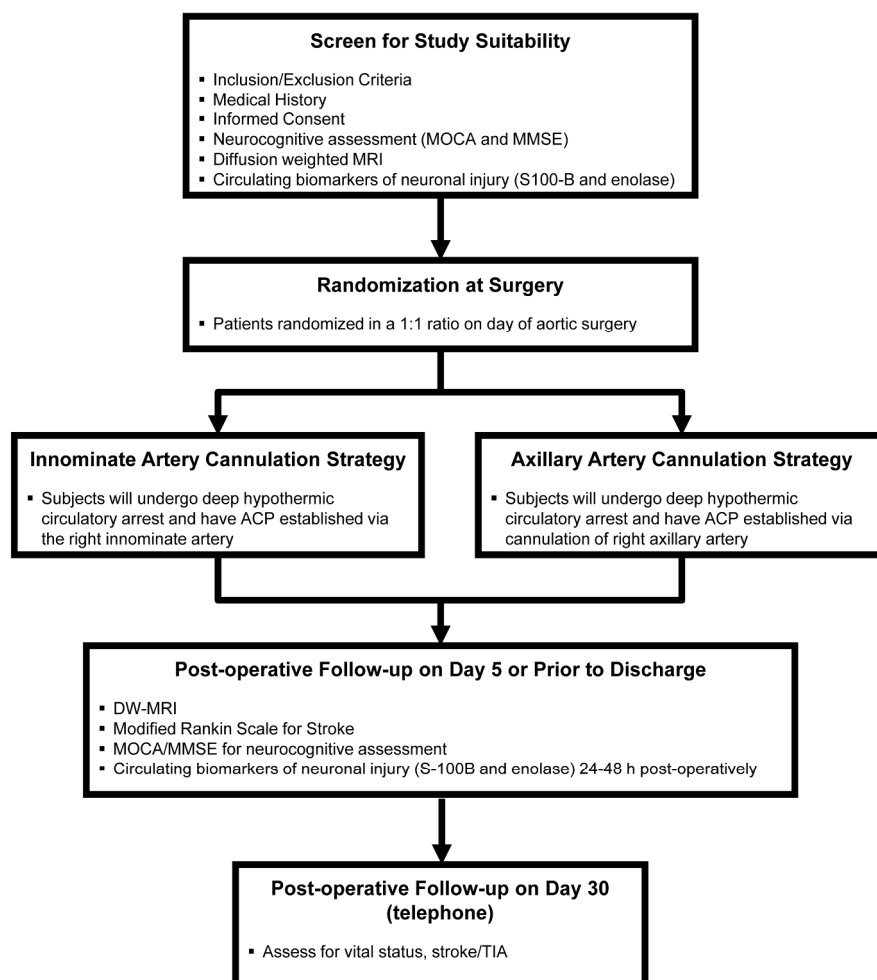 Screen for Study Suitability
▪ Inclusion/Exclusion Criteria
▪ Medical History
▪ Informed Consent
▪ Neurocognitive assessment (MOCA and MMSE)
▪ Diffusion weighted MRI
▪ Circulating biomarkers of neuronal injury (S100-B and enolase)
Randomization at Surgery
▪ Patients randomized in a 1:1 ratio on day of aortic surgery
Innominate Artery Cannulation Strategy
▪ Subjects will undergo deep hypothermic
circulatory arrest and have ACP established via
the right innominate artery
Axillary Artery Cannulation Strategy
▪ Subjects will undergo deep hypothermic
circulatory arrest and have ACP established via
cannulation of right axillary artery
Post-operative Follow-up on Day 5 or Prior to Discharge
▪ DW-MRI
▪ Modified Rankin Scale for Stroke
▪ MOCA/MMSE for neurocognitive assessment
▪ Circulating biomarkers of neuronal injury (S-100B and enolase) 24-48 h post-operatively
Post-operative Follow-up on Day 30
(telephone)
▪ Assess for vital status, stroke/TIA